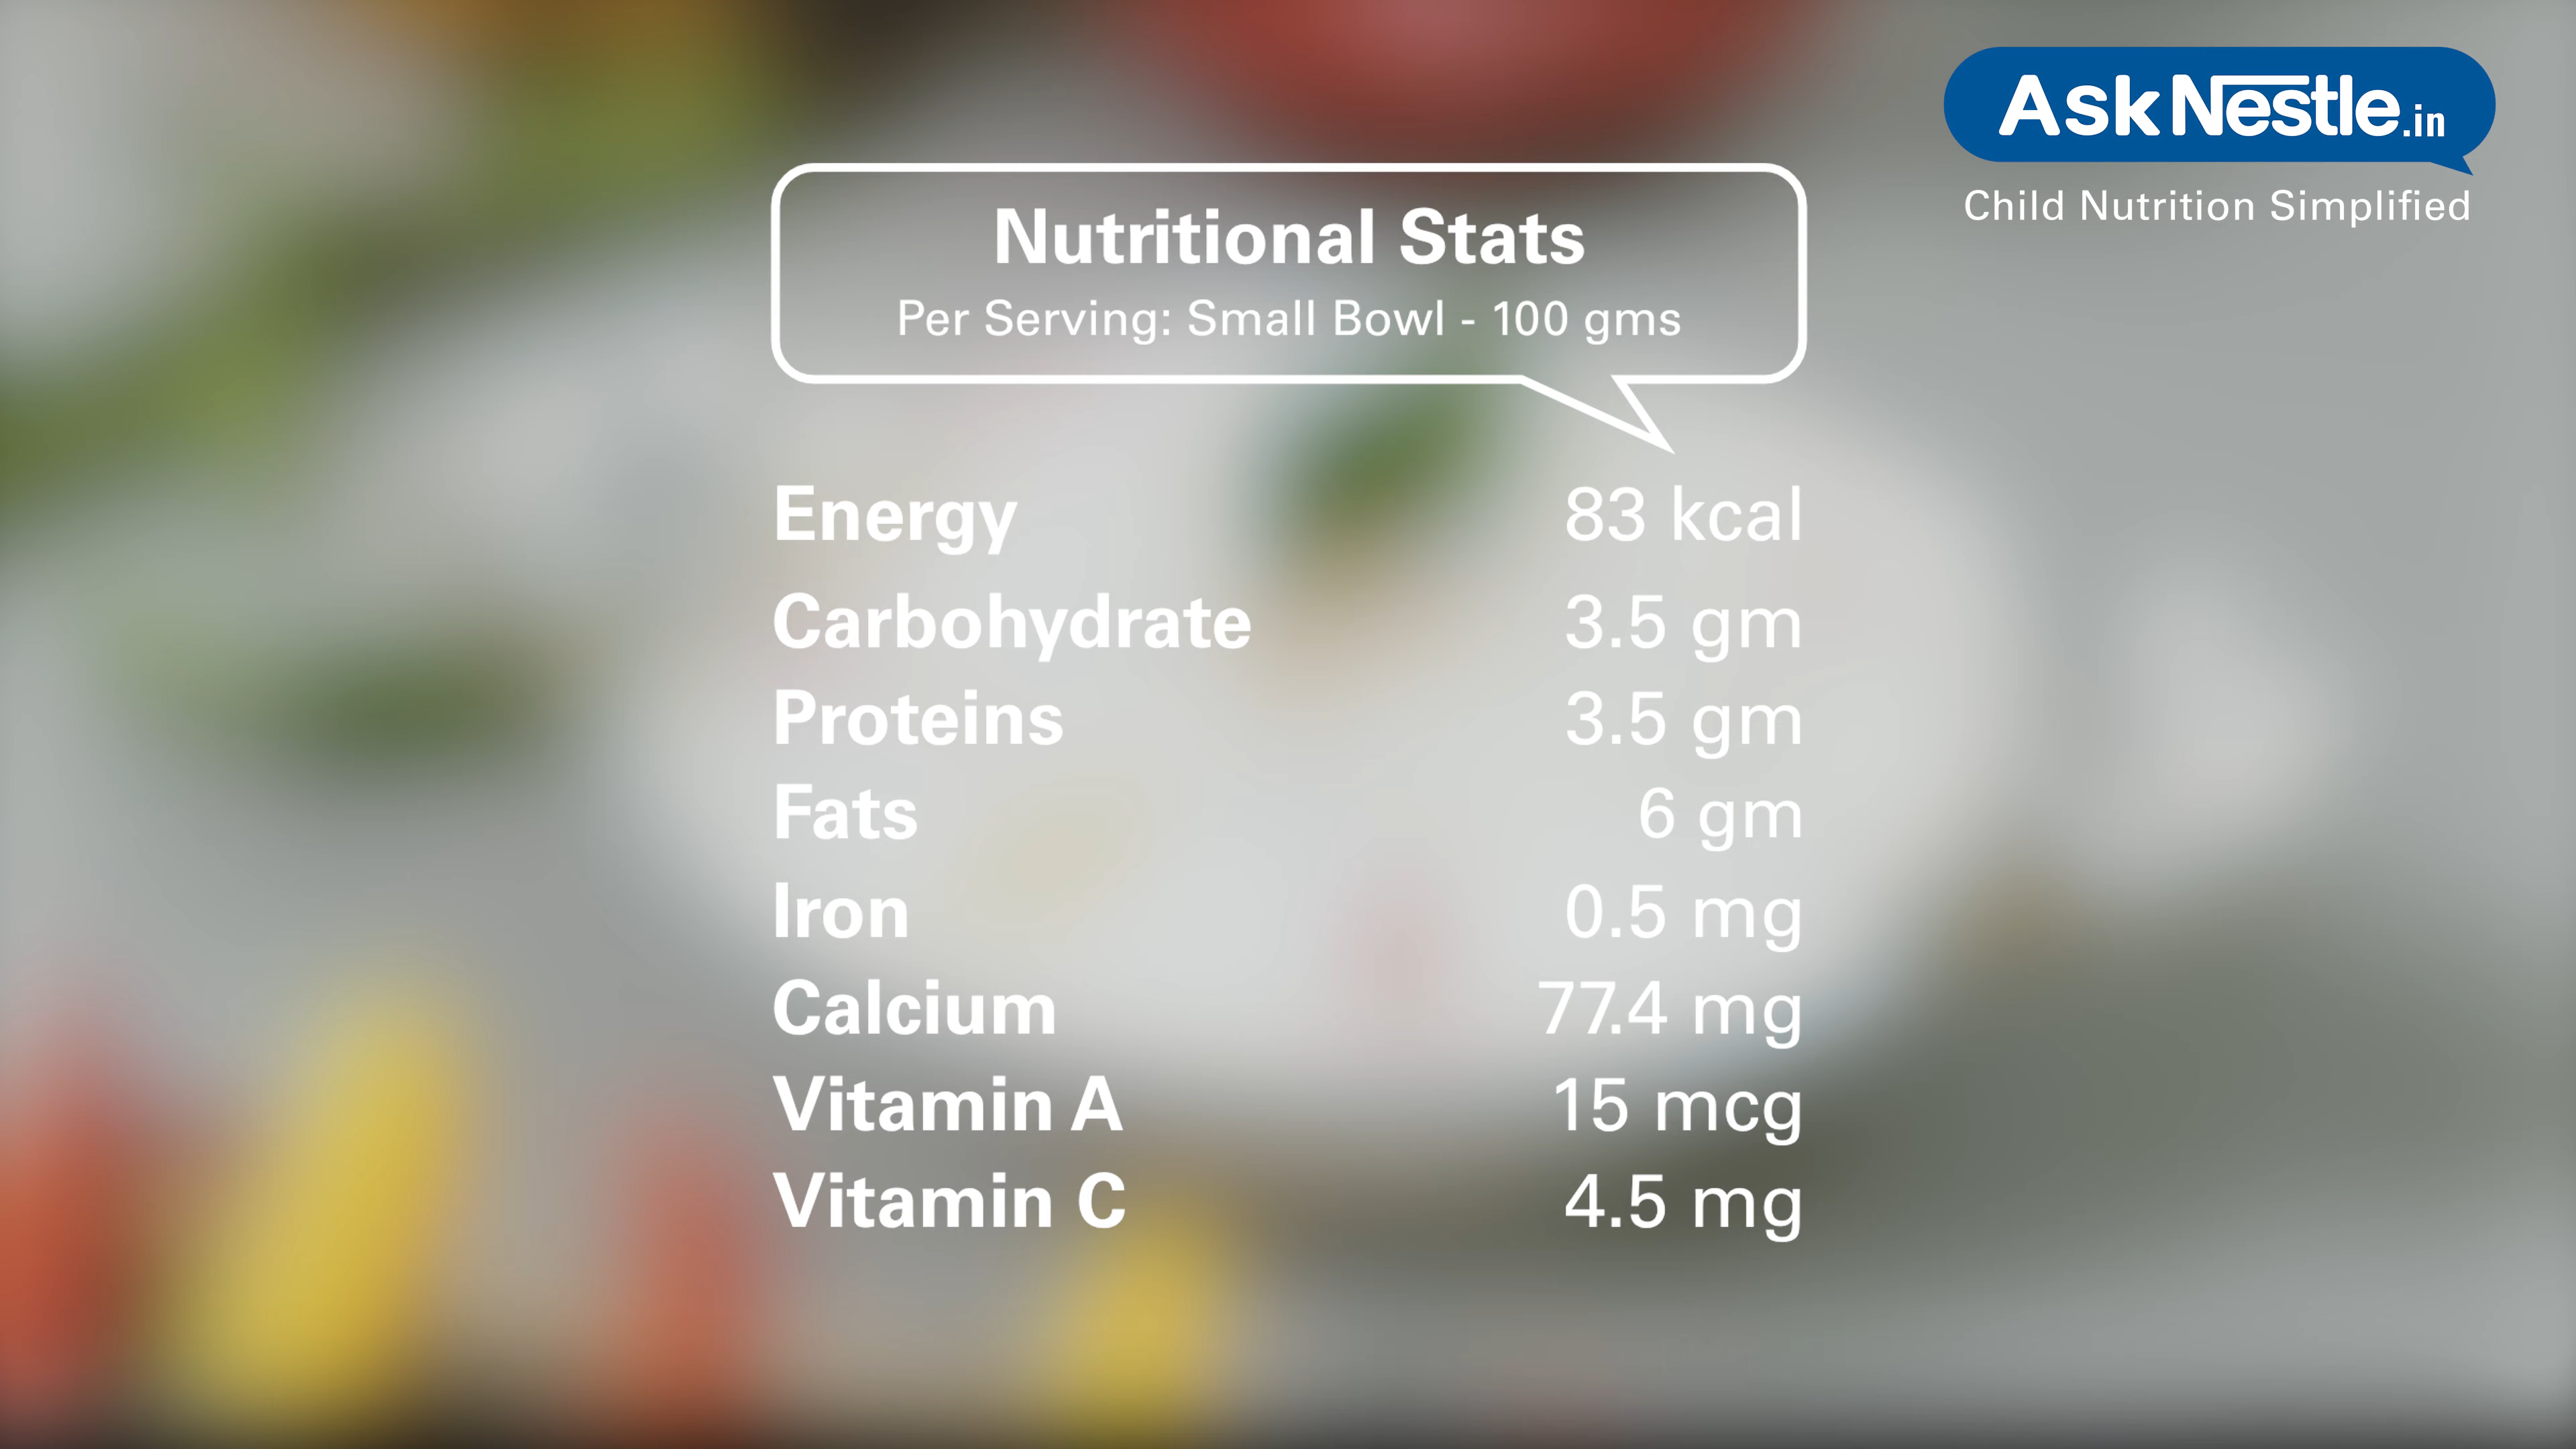 AskNestle.in
Child Nutrition Simplified
Nutritional Stats
Per Serving: Small Bowl - 100 gms
Energy 83 kcal
Carbohydrate 3.5 gm
Proteins 3.5 gm
Fats 6 gm
Iron 0.5 mg
Calcium 77.4 mg
Vitamin A 15 mcg
Vitamin C 4.5 mg